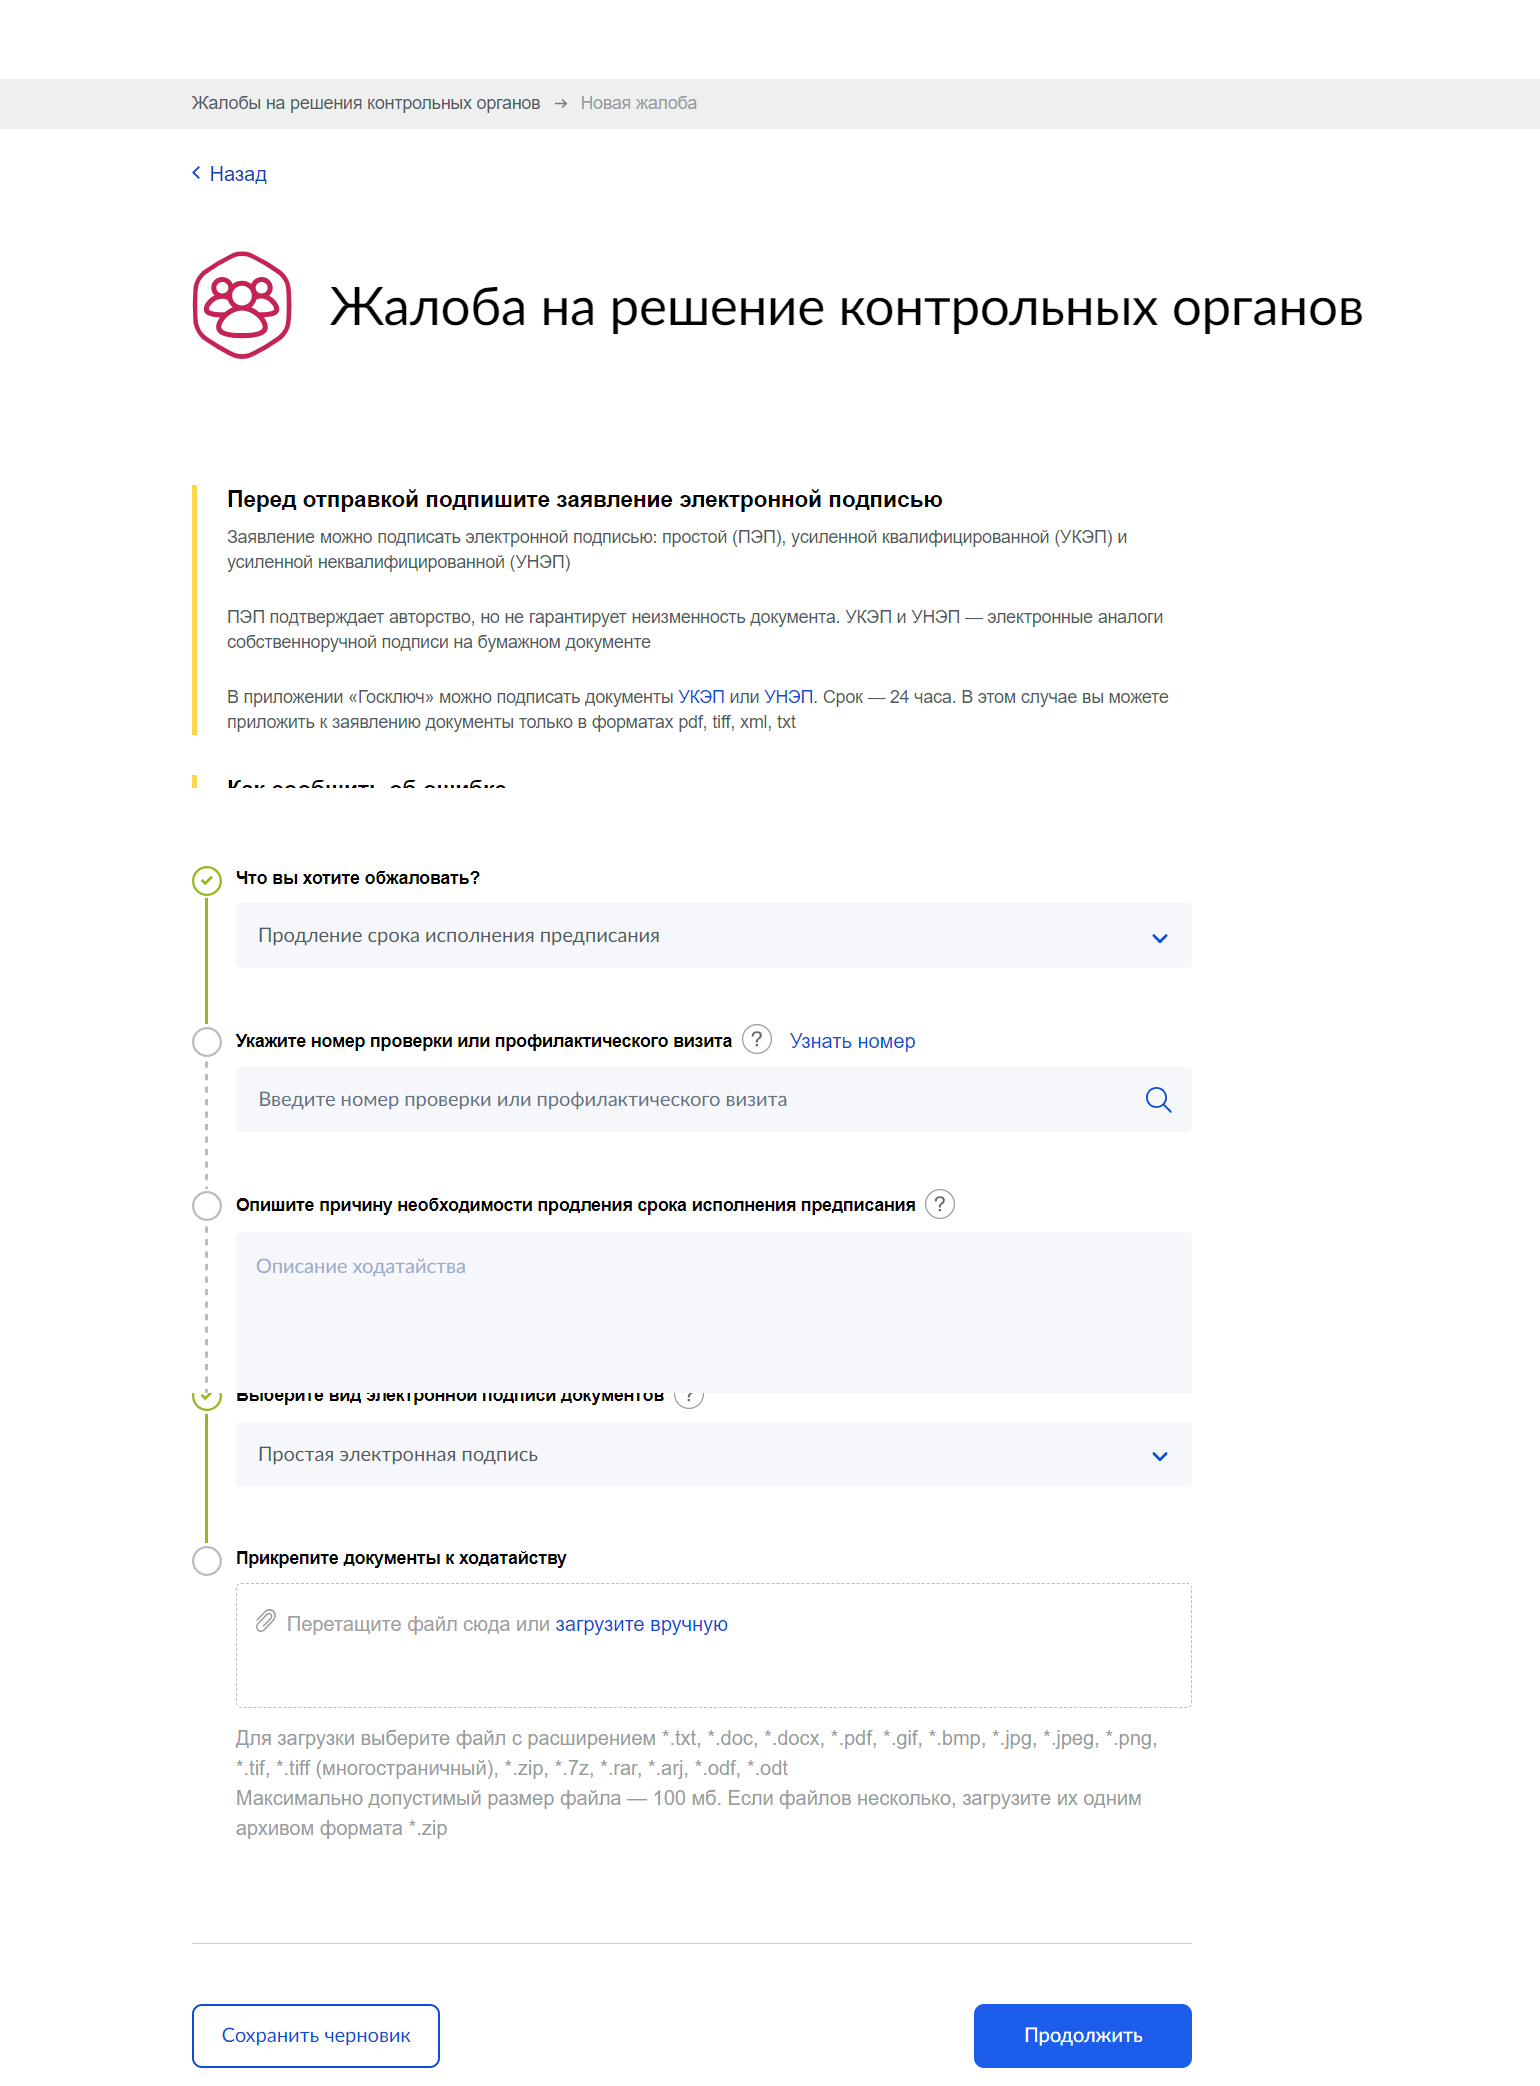 Жалобы на решения контрольных органов → Новая жалоба
Назад
Жалоба на решение контрольных органов
Перед отправкой подпишите заявление электронной подписью
Заявление можно подписать электронной подписью: простой (ПЭП), усиленной квалифицированной (УКЭП) и
усиленной неквалифицированной (УНЭП)
ПЭП подтверждает авторство, но не гарантирует неизменность документа. УКЭП и УНЭП — электронные аналоги
собственноручной подписи на бумажном документе
В приложении «Госключ» можно подписать документы УКЭП или УНЭП. Срок — 24 часа. В этом случае вы можете
приложить к заявлению документы только в форматах pdf, tiff, xml, txt
Как сообщить об ошибке
Что вы хотите обжаловать?
Продление срока исполнения предписания
Укажите номер проверки или профилактического визита ? Узнать номер
Введите номер проверки или профилактического визита
Опишите причину необходимости продления срока исполнения предписания ?
Описание ходатайства
Выберите вид электронной подписи документов ?
Простая электронная подпись
Прикрепите документы к ходатайству
Перетащите файл сюда или загрузите вручную
Для загрузки выберите файл с расширением *.txt, *.doc, *.docx, *.pdf, *.gif, *.bmp, *.jpg, *.jpeg, *.png,
*.tif, *.tiff (многостраничный), *.zip, *.7z, *.rar, *.arj, *.odf, *.odt
Максимально допустимый размер файла — 100 мб. Если файлов несколько, загрузите их одним
архивом формата *.zip
Сохранить черновик
Продолжить